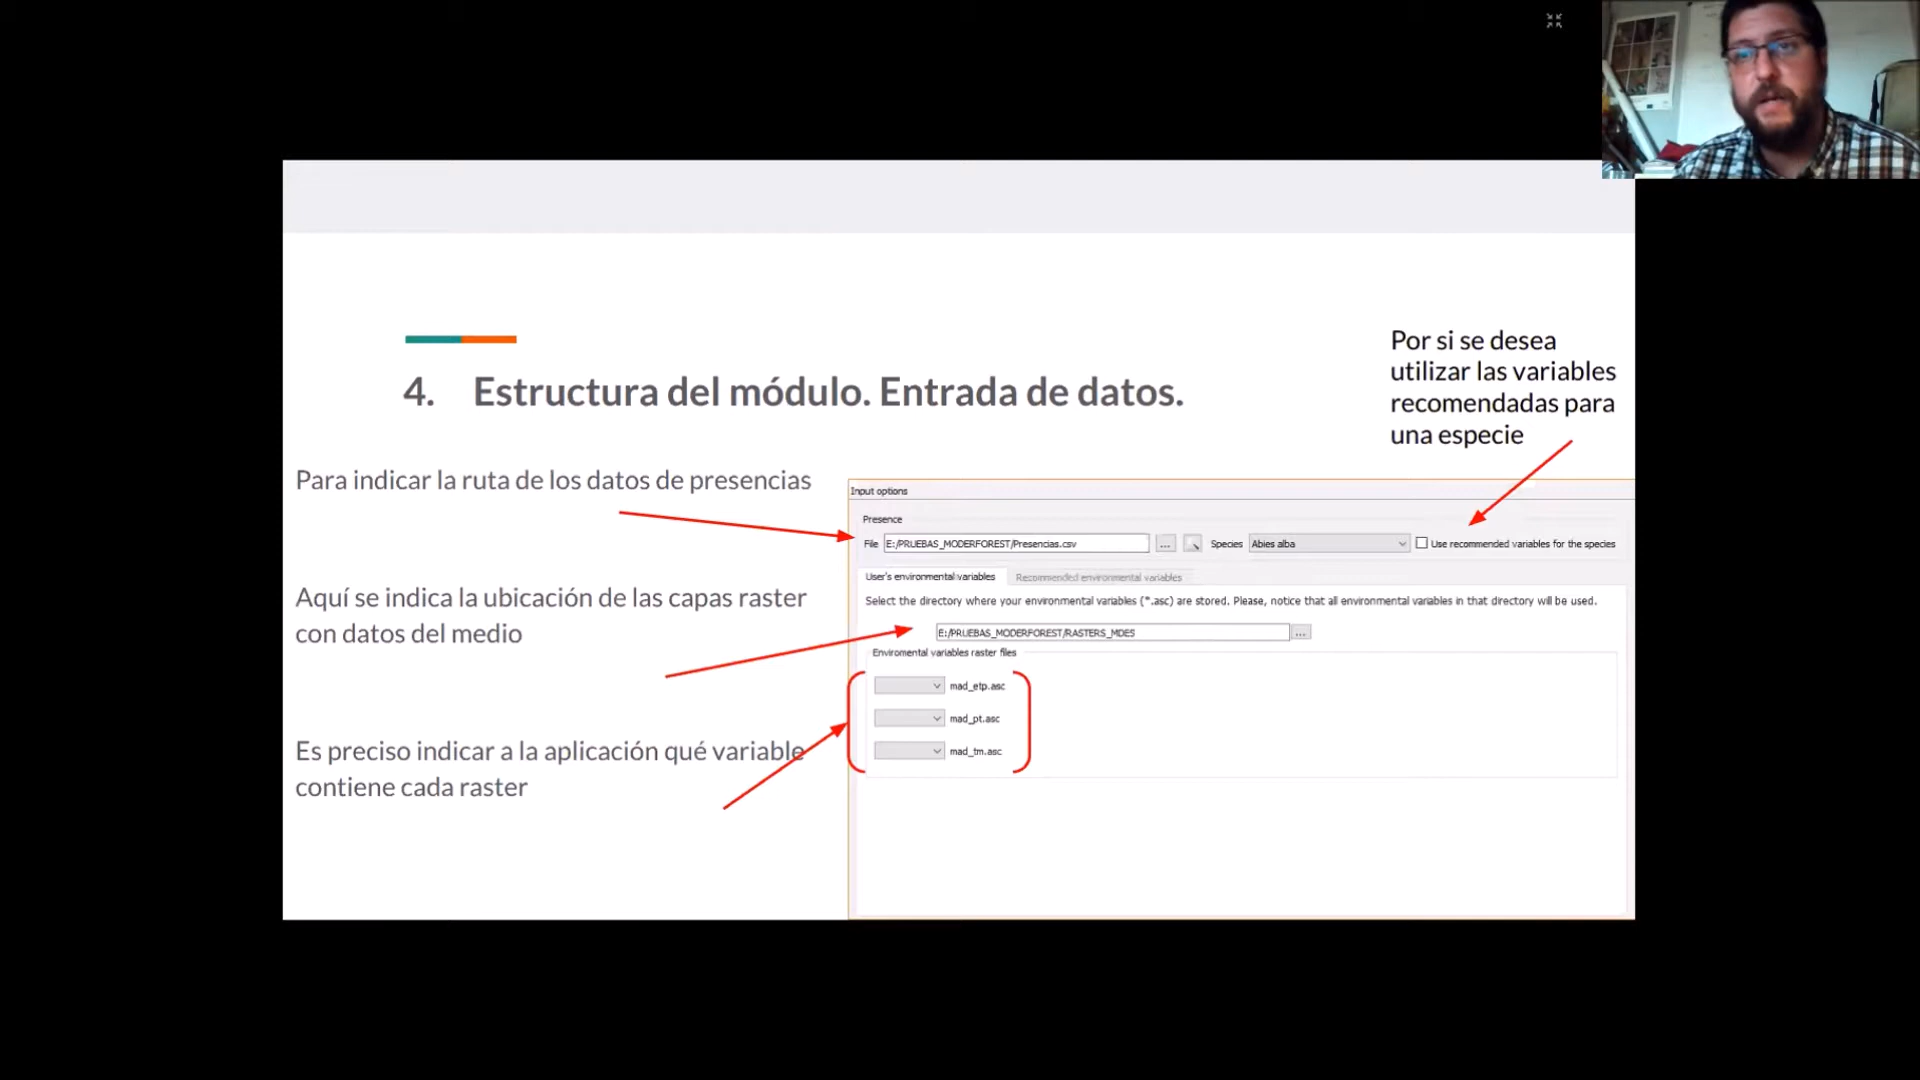 Por si se desea
utilizar las variables
recomendadas para
una especie
4. Estructura del módulo. Entrada de datos.
Para indicar la ruta de los datos de presencias
Aquí se indica la ubicación de las capas raster
con datos del medio
Es preciso indicar a la aplicación qué variable
contiene cada raster
Input options
Presence
File E:/PRUEBAS_MODERFOREST/Presencias.csv ... Species Abies alba Use recommended variables for the species
User's environmental variables Recommended environmental variables
Select the directory where your environmental variables (*.asc) are stored. Please, notice that all environmental variables in that directory will be used.
E:/PRUEBAS_MODERFOREST/RASTERS_MDES ...
Enviromental variables raster files
mad_etp.asc
mad_pt.asc
mad_tm.asc